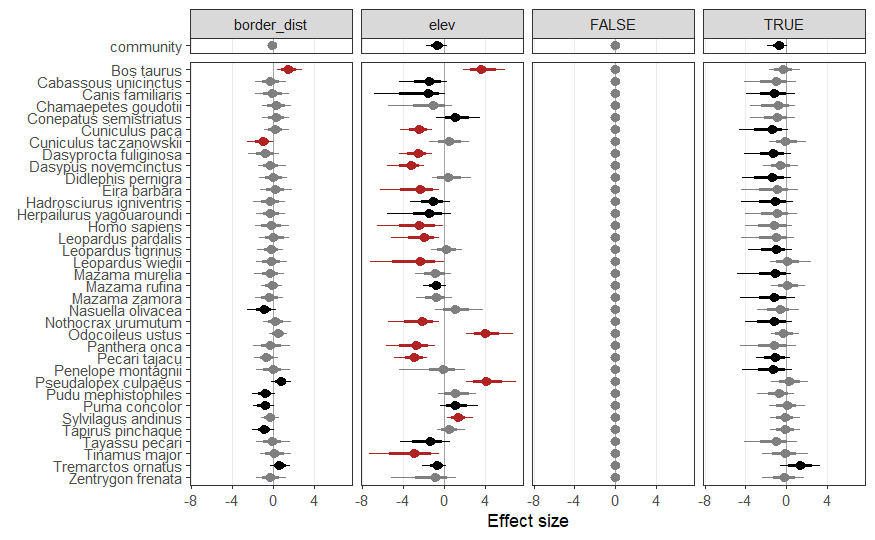 border_dist elev FALSE TRUE
community
Bos taurus
Cabassous unicinctus
Canis familiaris
Chamaepetes goudotii
Conepatus semistriatus
Cuniculus paca
Cuniculus taczanowskii
Dasyprocta fuliginosa
Dasypus novemcinctus
Didlephis pernigra
Eira barbara
Hadrosciurus igniventris
Herpailurus yagouaroundi
Homo sapiens
Leopardus pardalis
Leopardus tigrinus
Leopardus wiedii
Mazama murelia
Mazama rufina
Mazama zamora
Nasuella olivacea
Nothocrax urumutum
Odocoileus ustus
Panthera onca
Pecari tajacu
Penelope montagnii
Pseudalopex culpaeus
Pudu mephistophiles
Puma concolor
Sylvilagus andinus
Tapirus pinchaque
Tayassu pecari
Tinamus major
Tremarctos ornatus
Zentrygon frenata
-8 -4 0 4 -8 -4 0 4 -8 -4 0 4 -8 -4 0 4
Effect size